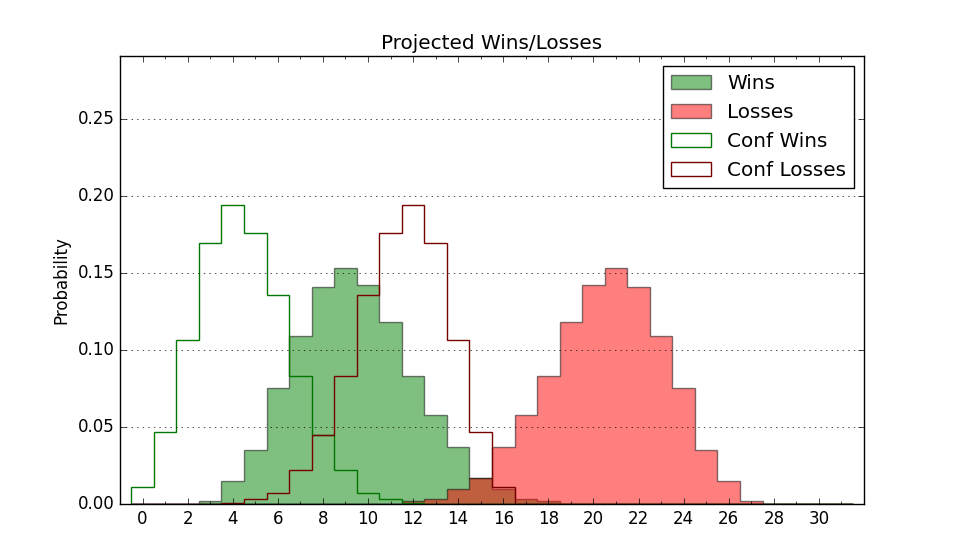 Projected Wins/Losses
Wins
Losses
Conf Wins
Conf Losses
Probability
0.25
0.20
0.15
0.10
0.05
0.00
0 2 4 6 8 10 12 14 16 18 20 22 24 26 28 30